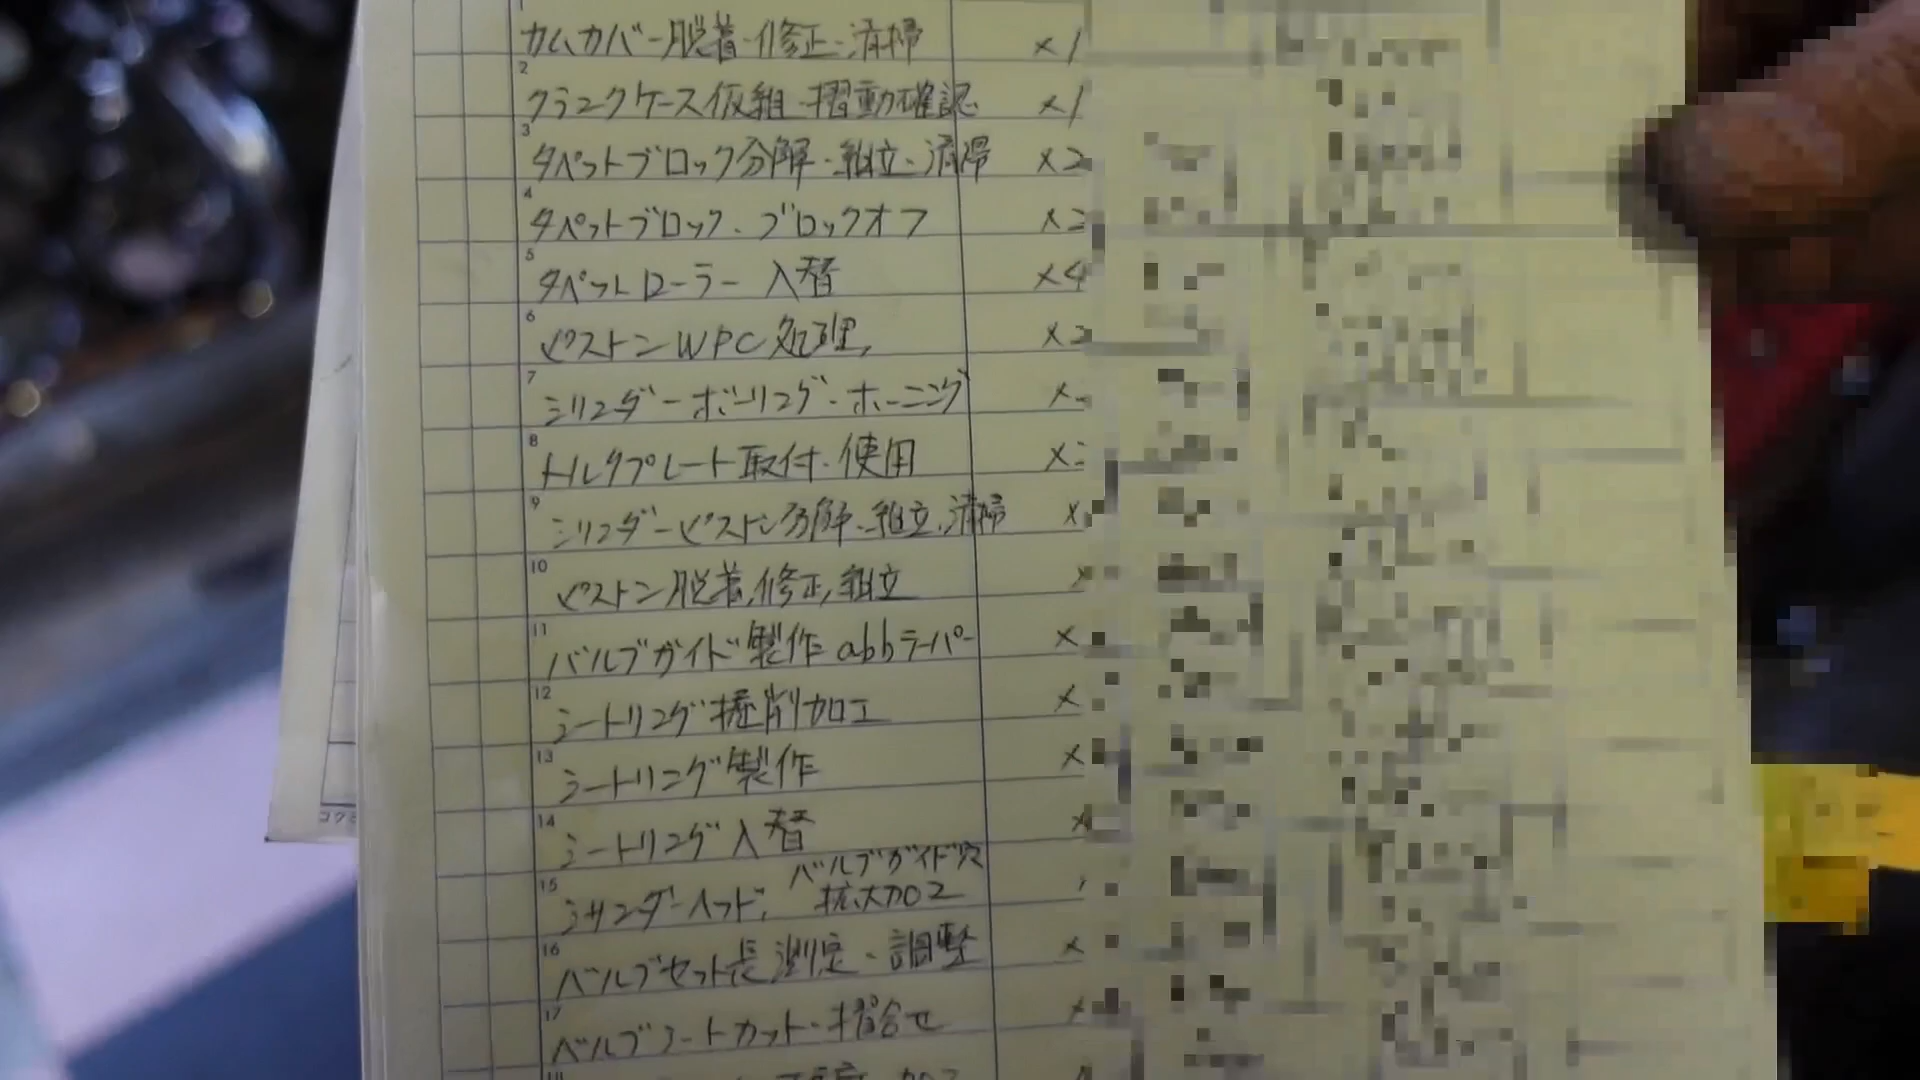 1 カムカバー脱着・修正・清掃 ×1
2 クランクケース仮組・摺動確認 ×1
3 タペットブロック分解・組立・清掃 ×2
4 タペットブロック、ブロックオフ ×2
5 タペットローラー入替 ×4
6 ピストンWPC処理, ×2
7 シリンダーボーリング・ホーニング ×
8 トルクプレート取付・使用 ×
9 シリンダーピストン分解・組立・清掃 ×
10 ピストン脱着,修正,組立 ×
11 バルブガイド製作 abbテーパー ×
12 シートリング掘削加工 ×
13 シートリング製作 ×
14 シートリング入替 ×
15 シリンダーヘッド, バルブガイド穴
拡大加工
16 バルブセット長測定・調整 ×
17 バルブシートカット・摺合せ ×